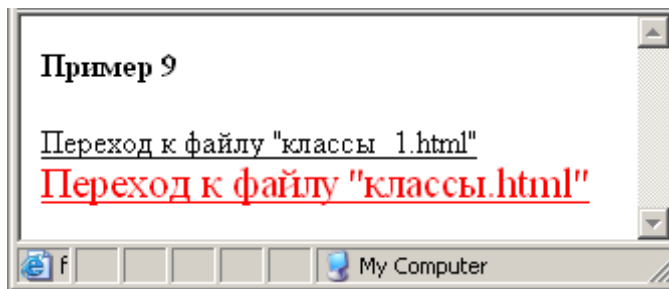 Пример 9
Переход к файлу "классы_1.html"
Переход к файлу "классы.html"
f My Computer